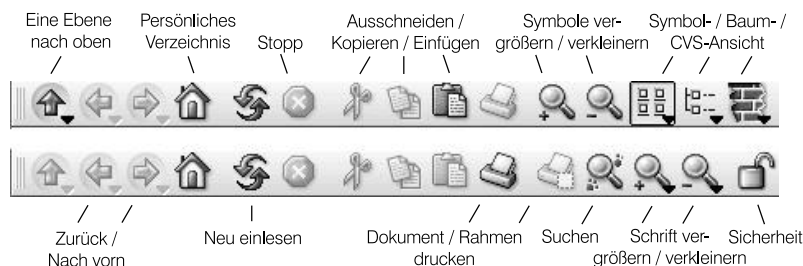 Eine Ebene
nach oben
Persönliches
Verzeichnis
Stopp
Ausschneiden /
Kopieren / Einfügen
Symbole ver-
größern / verkleinern
Symbol- / Baum- /
CVS-Ansicht
Zurück /
Nach vorn
Neu einlesen
Dokument / Rahmen
drucken
Suchen
Schrift ver-
größern / verkleinern
Sicherheit